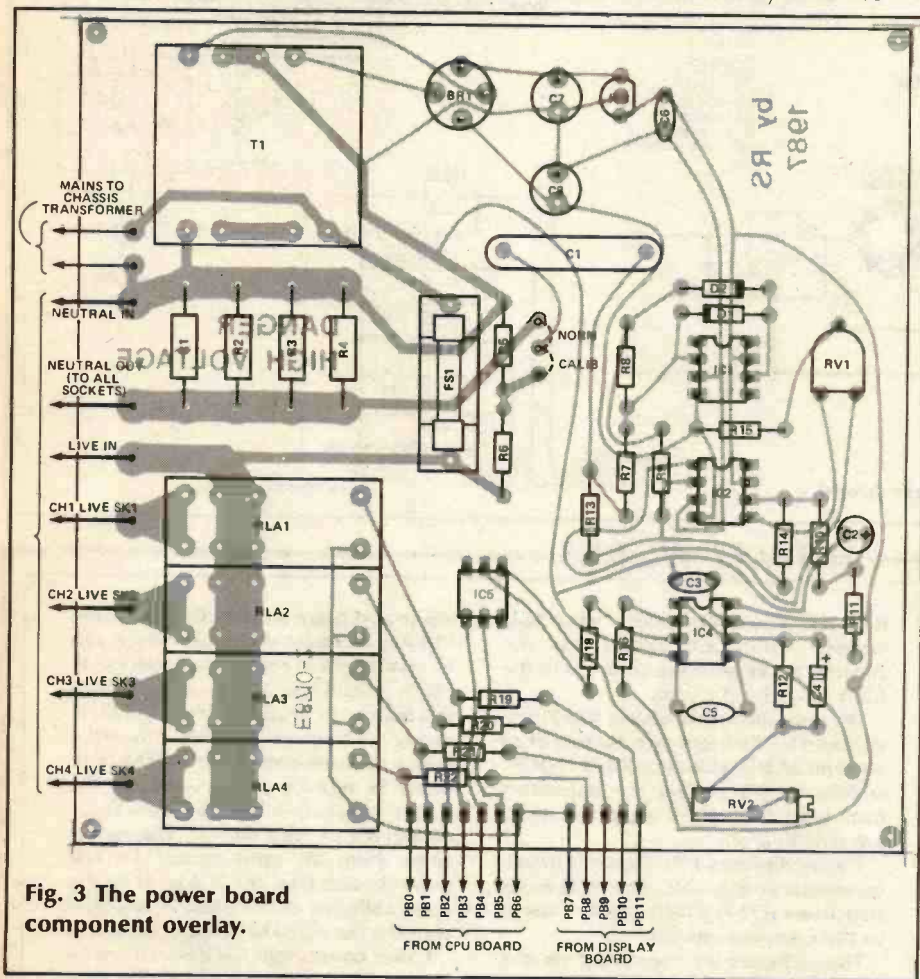 T1
BR1
C7
C6
C8
by RS
1987
MAINS TO
CHASSIS
TRANSFORMER
C1
NEUTRAL IN
D2
D1
DANGER
HIGH VOLTAGE
R1
R2
R3
R4
FS1
R5
NORM
CALIB
R8
RV1
NEUTRAL OUT
(TO ALL
SOCKETS)
R15
LIVE IN
R6
R7
IC2
R13
CH1 LIVE SK1
RLA1
R14
C2
IC5
C3
R11
CH2 LIVE SK2
RLA2
R18
R16
IC4
CH3 LIVE SK3
RLA3
E8710-
R19
R12
R20
C5
R21
CH4 LIVE SK4
RLA4
R22
RV2
PB0
PB1
PB2
PB3
PB4
PB5
PB6
PB7
PB8
PB9
PB10
PB11
FROM CPU BOARD
FROM DISPLAY
BOARD
Fig. 3 The power board
component overlay.